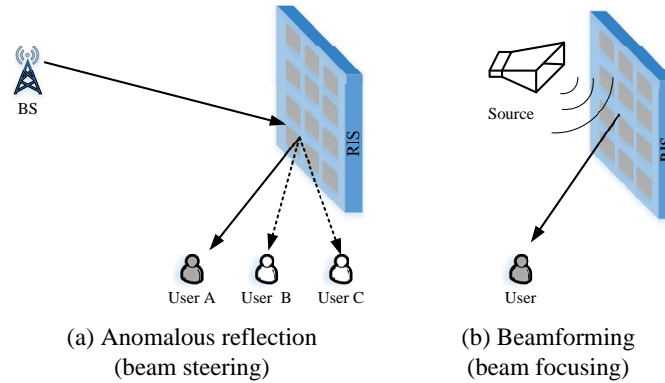 BS
RIS
User A
User B
User C
(a) Anomalous reflection
(beam steering)
Source
RIS
User
(b) Beamforming
(beam focusing)